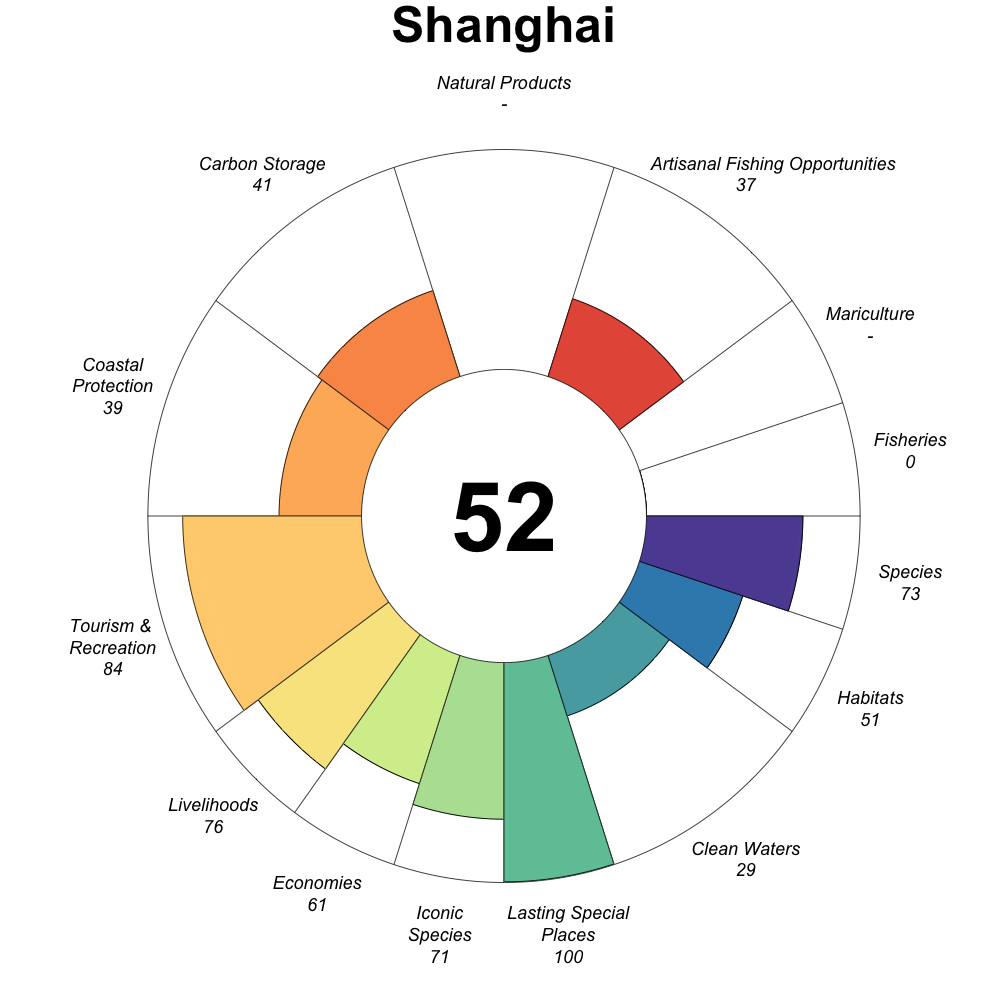 Shanghai
Natural Products
-
Carbon Storage
41
Artisanal Fishing Opportunities
37
Mariculture
-
Coastal
Protection
39
Fisheries
0
52
Species
73
Tourism &
Recreation
84
Habitats
51
Livelihoods
76
Clean Waters
29
Economies
61
Iconic
Species
71
Lasting Special
Places
100